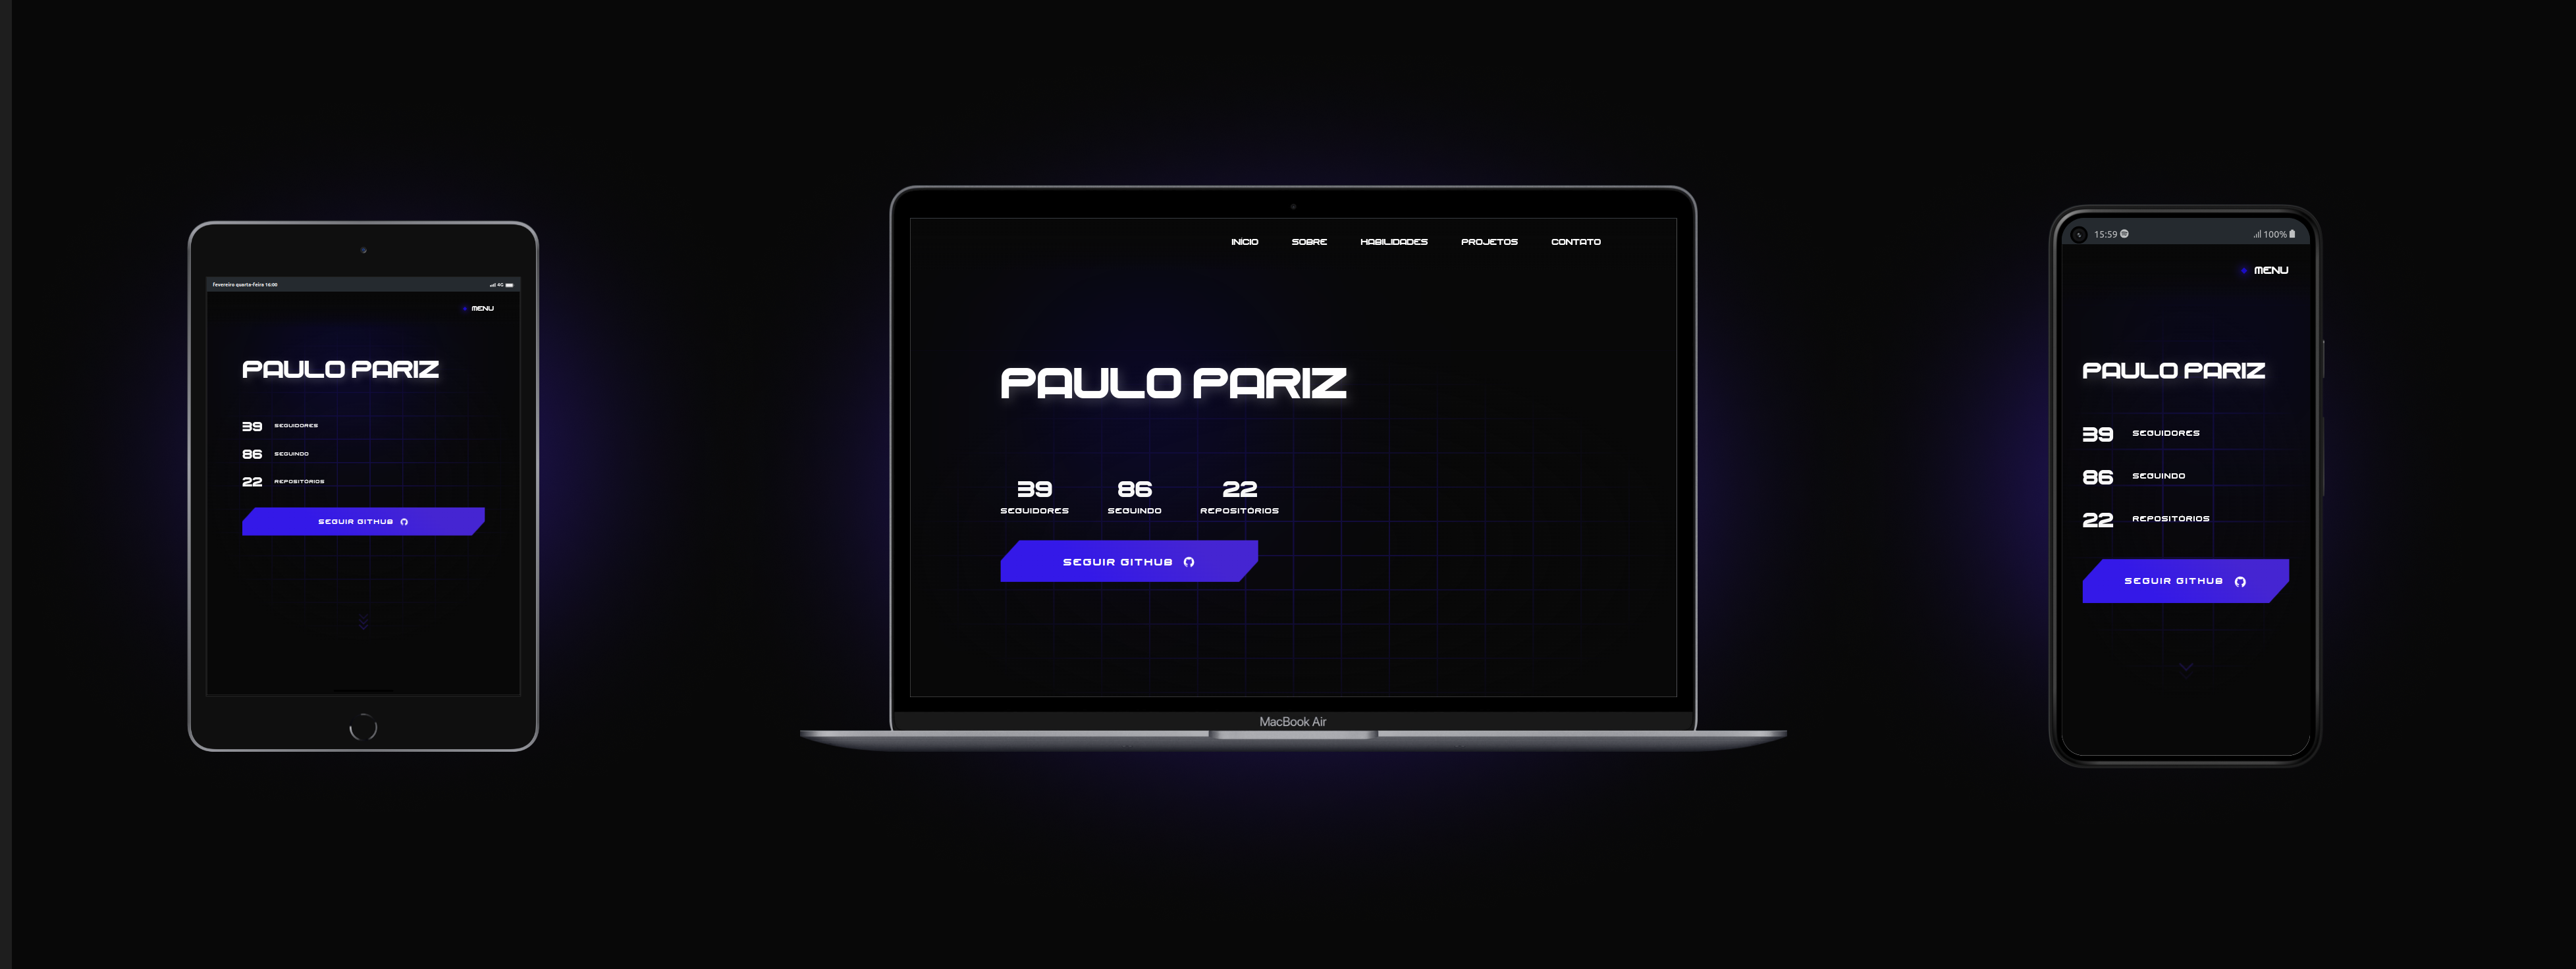 fevereiro quarta-feira 16:00
4G
MENU
PAULO PARIZ
39 SEGUIDORES
86 SEGUINDO
22 REPOSITORIOS
SEGUIR GITHUB
INÍCIO SOBRE HABILIDADES PROJETOS CONTATO
PAULO PARIZ
39 86 22
SEGUIDORES SEGUINDO REPOSITORIOS
SEGUIR GITHUB
MacBook Air
15:59 100%
MENU
PAULO PARIZ
39 SEGUIDORES
86 SEGUINDO
22 REPOSITORIOS
SEGUIR GITHUB